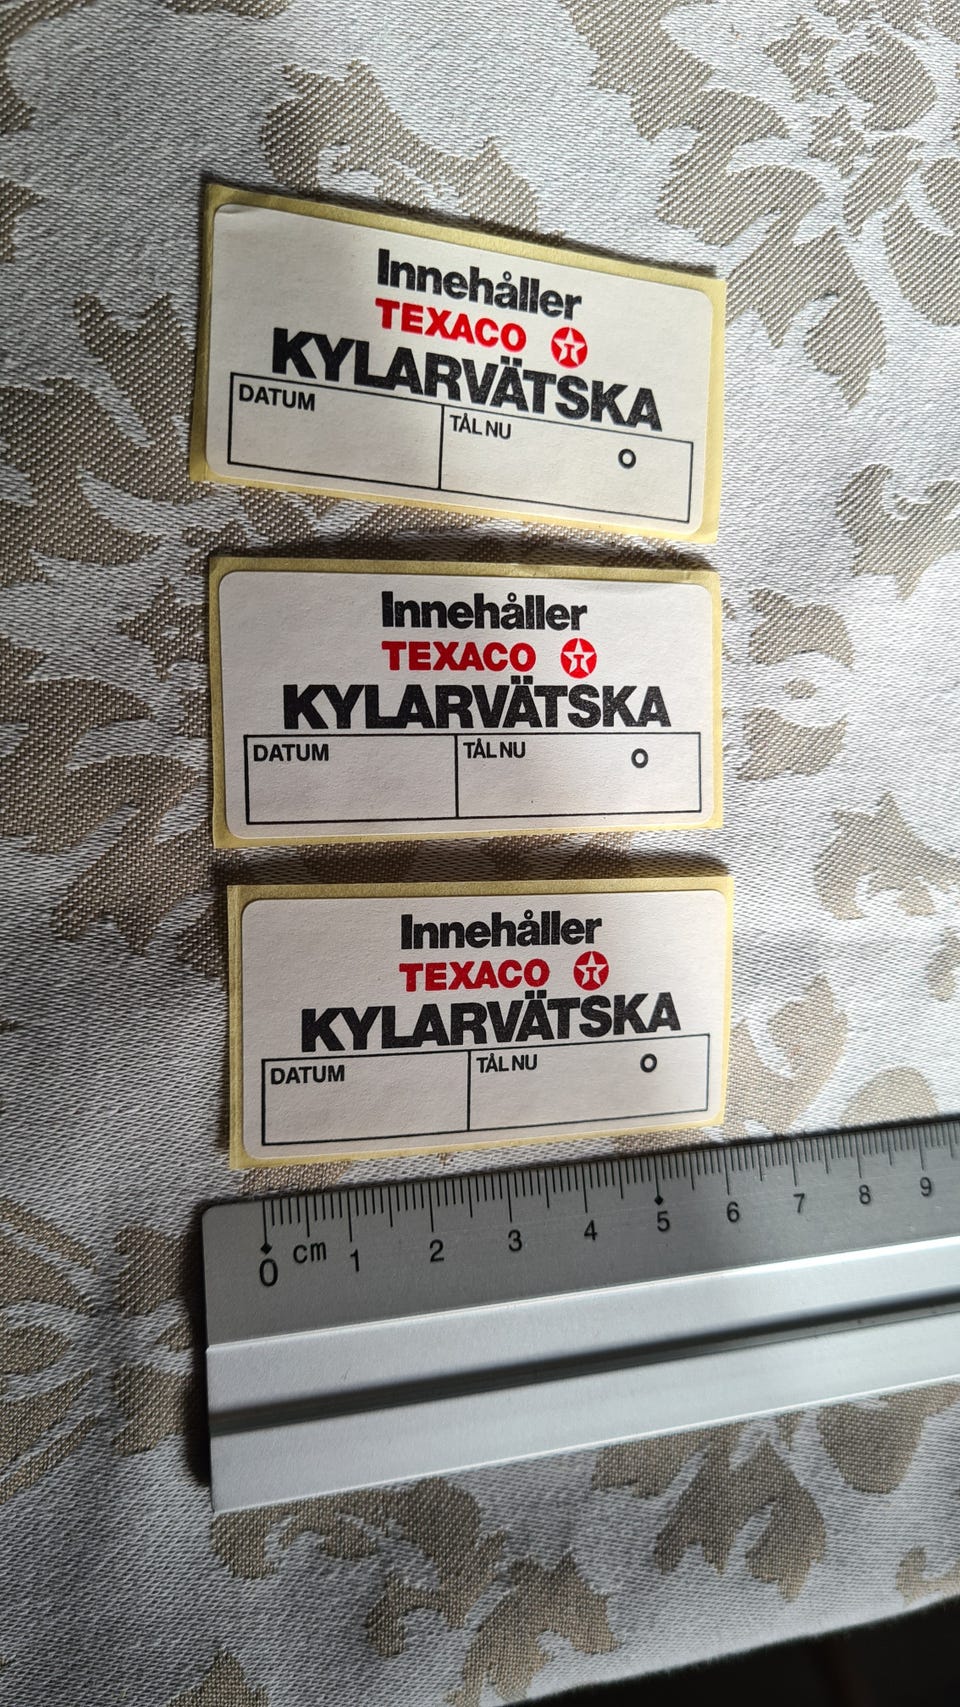 Innehåller
TEXACO T
KYLARVÄTSKA
DATUM TÅL NU O
Innehåller
TEXACO T
KYLARVÄTSKA
DATUM TÅL NU O
Innehåller
TEXACO T
KYLARVÄTSKA
DATUM TÅL NU O
0 cm 1 2 3 4 5 6 7 8 9